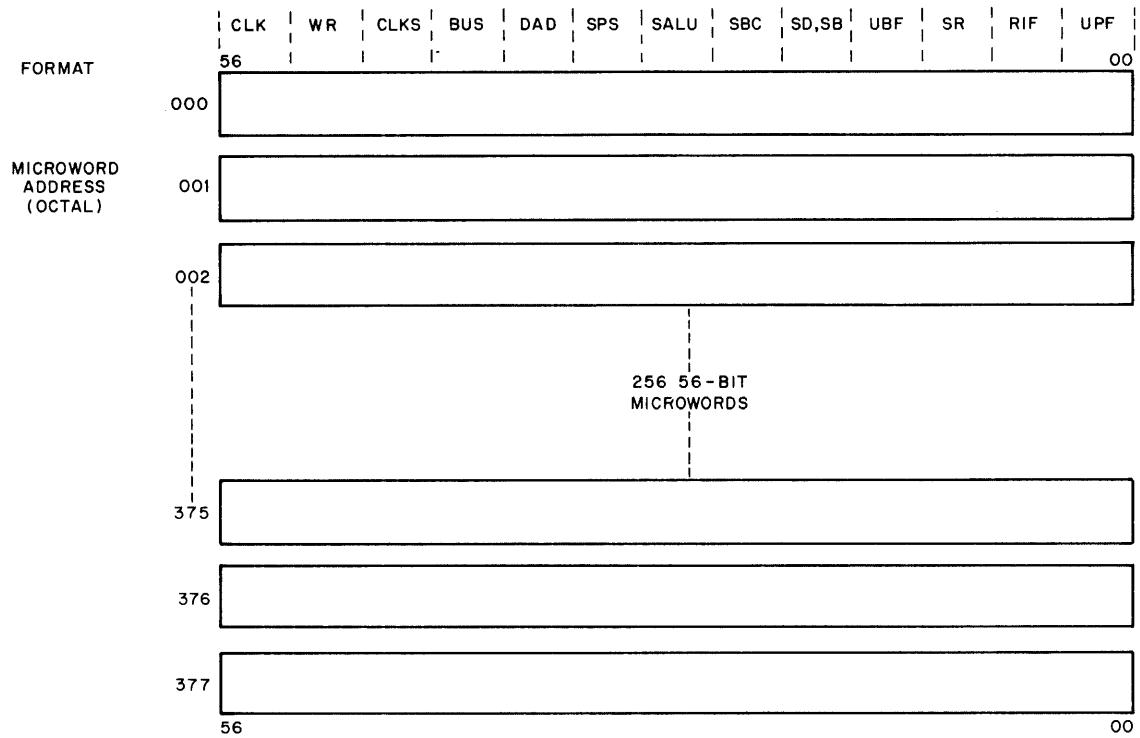 CLK WR CLKS BUS DAD SPS SALU SBC SD,SB UBF SR RIF UPF
FORMAT
56 00
000
MICROWORD
ADDRESS
(OCTAL)
001
002
256 56-BIT
MICROWORDS
375
376
377
56 00